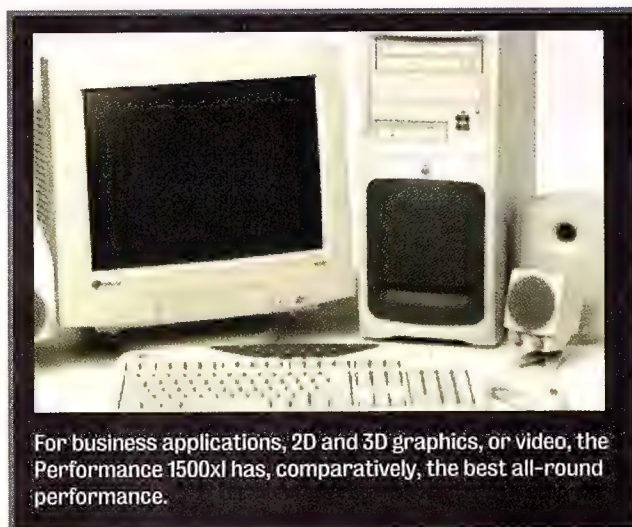 For business applications, 2D and 3D graphics, or video, the
Performance 1500xl has, comparatively, the best all-round
performance.